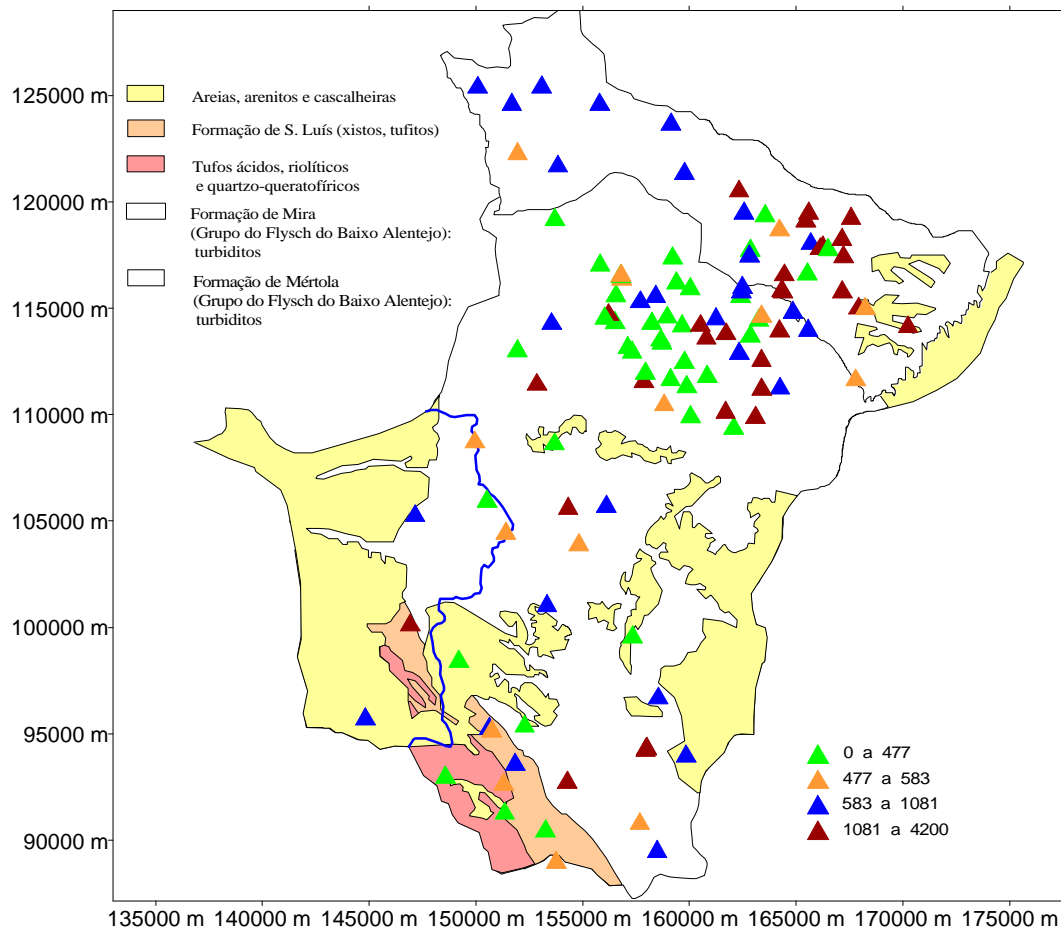 125000 m
120000 m
115000 m
110000 m
105000 m
100000 m
95000 m
90000 m
Areias, arenitos e cascalheiras
Formação de S. Luís (xistos, tufitos)
Tufos ácidos, riolíticos
e quartzo-queratofíricos
Formação de Mira
(Grupo do Flysch do Baixo Alentejo):
turbiditos
Formação de Mértola
(Grupo do Flysch do Baixo Alentejo):
turbiditos
0 a 477
477 a 583
583 a 1081
1081 a 4200
135000 m 140000 m 145000 m 150000 m 155000 m 160000 m 165000 m 170000 m 175000 m